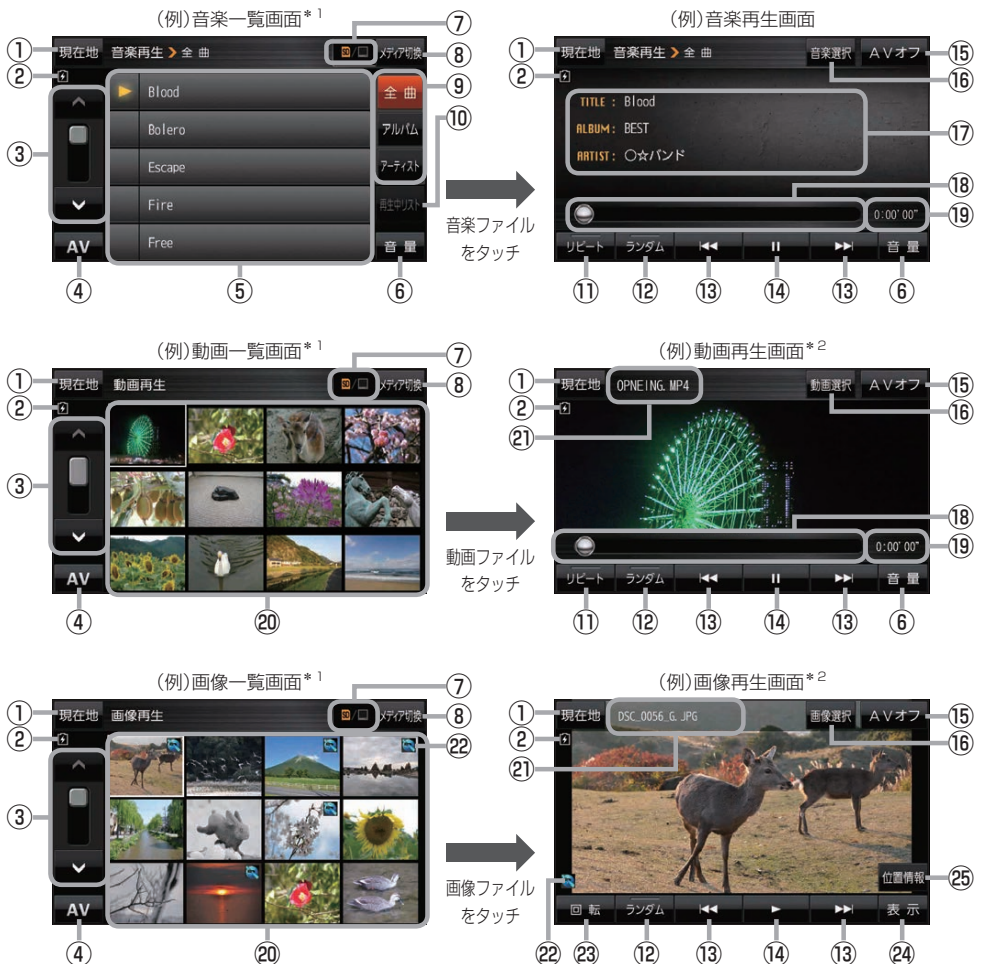 (例)音楽一覧画面*1
⑦
(例)音楽再生画面
① 現在地 音楽再生 > 全 曲 SD/ メディア切換 ⑧
① 現在地 音楽再生 > 全 曲 音楽選択 AVオフ ⑮
②
② ⑯
③
Blood
Bolero
Escape
Fire
Free
全 曲 ⑨
アルバム ⑩
アーティスト
再生中リスト
AV
音 量
④ ⑤ ⑥
音楽ファイル
をタッチ
TITLE : Blood
ALBUM : BEST
ARTIST : ○☆バンド
⑰
⑱
0:00'00" ⑲
リピート ランダム 音 量
⑪ ⑫ ⑬ ⑭ ⑬ ⑥
(例)動画一覧画面*1
⑦
(例)動画再生画面*2
① 現在地 動画再生 SD/ メディア切換 ⑧
① 現在地 OPNEING.MP4 動画選択 AVオフ ⑮
②
② ㉑ ⑯
③
AV
④ ⑳
動画ファイル
をタッチ
⑱
0:00'00" ⑲
リピート ランダム 音 量
⑪ ⑫ ⑬ ⑭ ⑬ ⑥
(例)画像一覧画面*1
⑦
(例)画像再生画面*2
① 現在地 画像再生 SD/ メディア切換 ⑧
① 現在地 DSC_0056_G.JPG 画像選択 AVオフ ⑮
② ㉒
② ㉑ ⑯
③
AV
④ ⑳
画像ファイル
をタッチ
位置情報 ㉕
回 転 ランダム 表 示
㉒ ㉓ ⑫ ⑬ ⑭ ⑬ ㉔